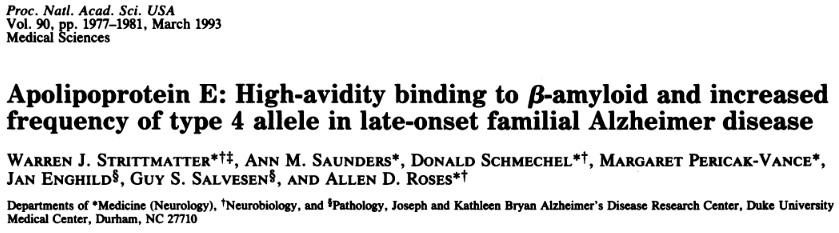 Proc. Natl. Acad. Sci. USA
Vol. 90, pp. 1977–1981, March 1993
Medical Sciences
Apolipoprotein E: High-avidity binding to β-amyloid and increased
frequency of type 4 allele in late-onset familial Alzheimer disease
WARREN J. STRITTMATTER*†‡, ANN M. SAUNDERS*, DONALD SCHMECHEL*†, MARGARET PERICAK-VANCE*,
JAN ENGHILD§, GUY S. SALVESEN§, AND ALLEN D. ROSES*†
Departments of *Medicine (Neurology), †Neurobiology, and §Pathology, Joseph and Kathleen Bryan Alzheimer's Disease Research Center, Duke University
Medical Center, Durham, NC 27710